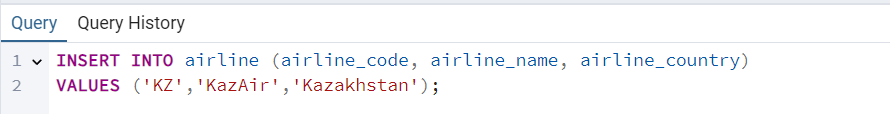 Query Query History
1 INSERT INTO airline (airline_code, airline_name, airline_country)
2 VALUES ('KZ','KazAir','Kazakhstan');